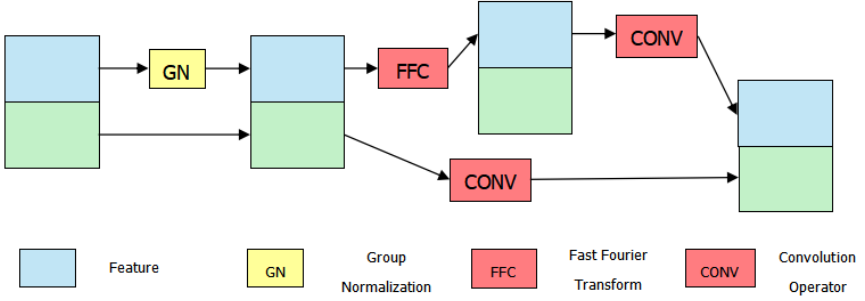 GN
FFC
CONV
CONV
Feature
GN
Group
Normalization
FFC
Fast Fourier
Transform
CONV
Convolution
Operator